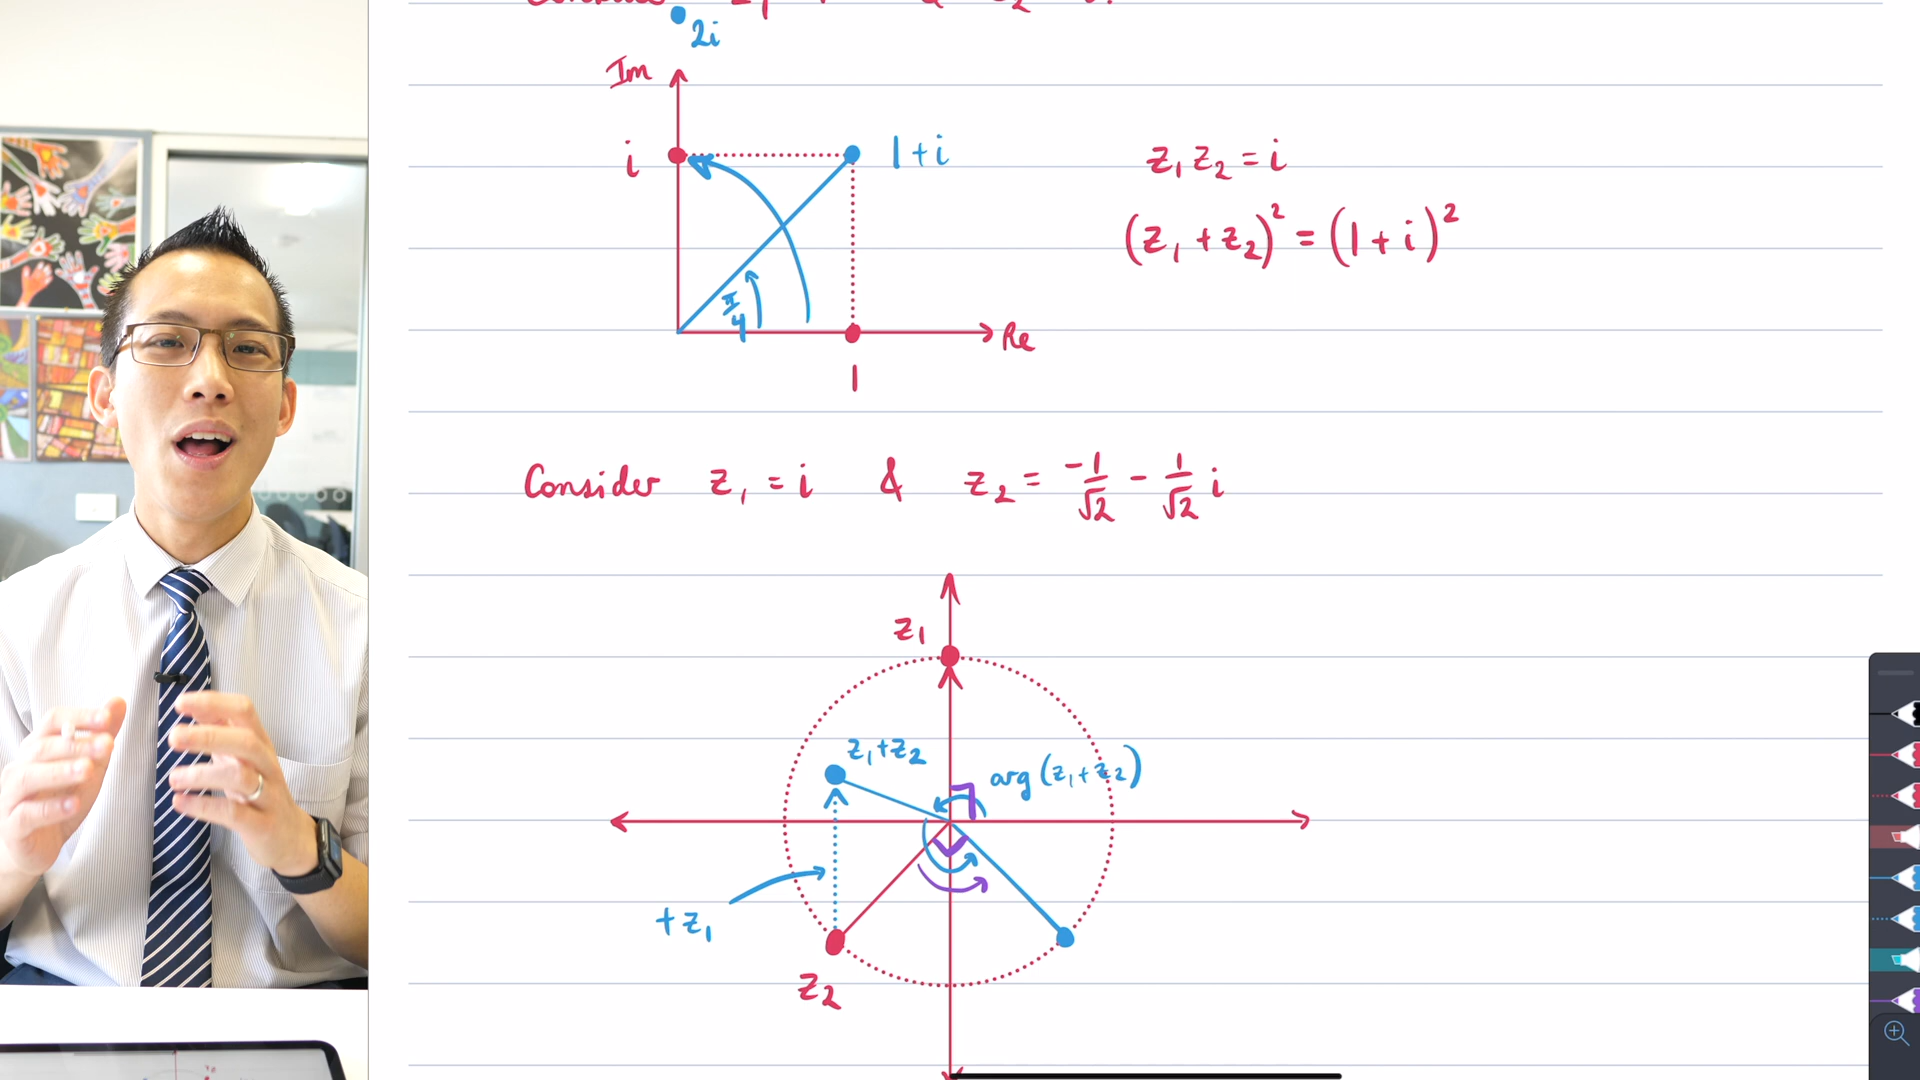 2i
Im
i
1+i
π/4
Re
1
z₁z₂ = i
(z₁+z₂)² = (1+i)²
Consider z₁ = i & z₂ = -1/√2 - 1/√2 i
z₁
z₁+z₂
arg(z₁+z₂)
+z₁
z₂